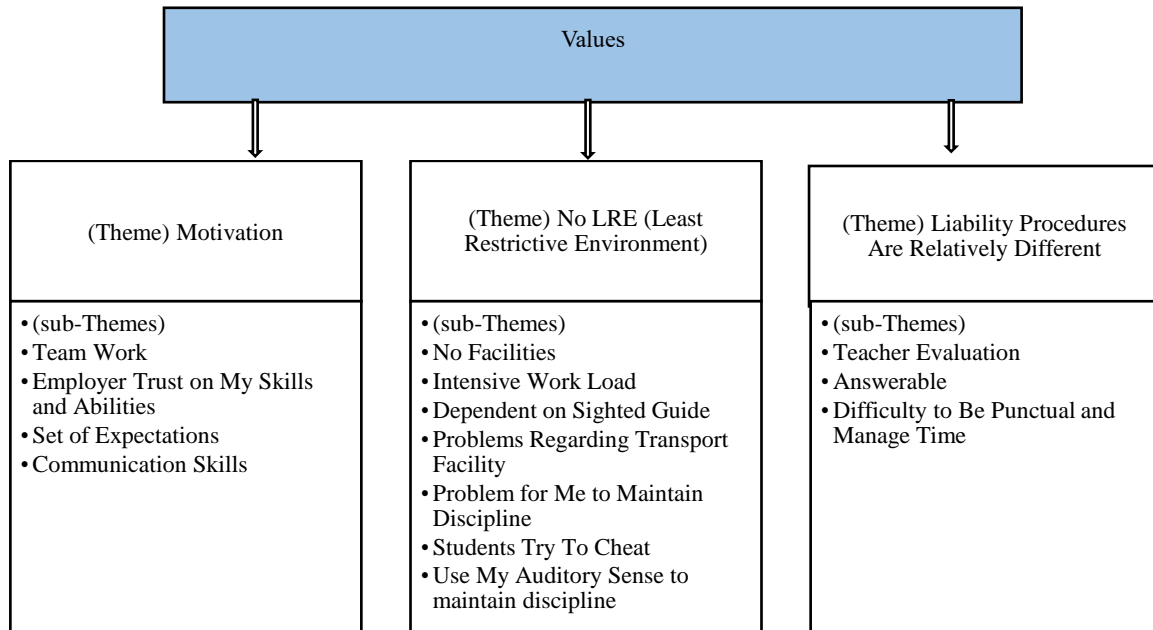 Values
(Theme) Motivation
• (sub-Themes)
• Team Work
• Employer Trust on My Skills
and Abilities
• Set of Expectations
• Communication Skills
(Theme) No LRE (Least
Restrictive Environment)
• (sub-Themes)
• No Facilities
• Intensive Work Load
• Dependent on Sighted Guide
• Problems Regarding Transport
Facility
• Problem for Me to Maintain
Discipline
• Students Try To Cheat
• Use My Auditory Sense to
maintain discipline
(Theme) Liability Procedures
Are Relatively Different
• (sub-Themes)
• Teacher Evaluation
• Answerable
• Difficulty to Be Punctual and
Manage Time